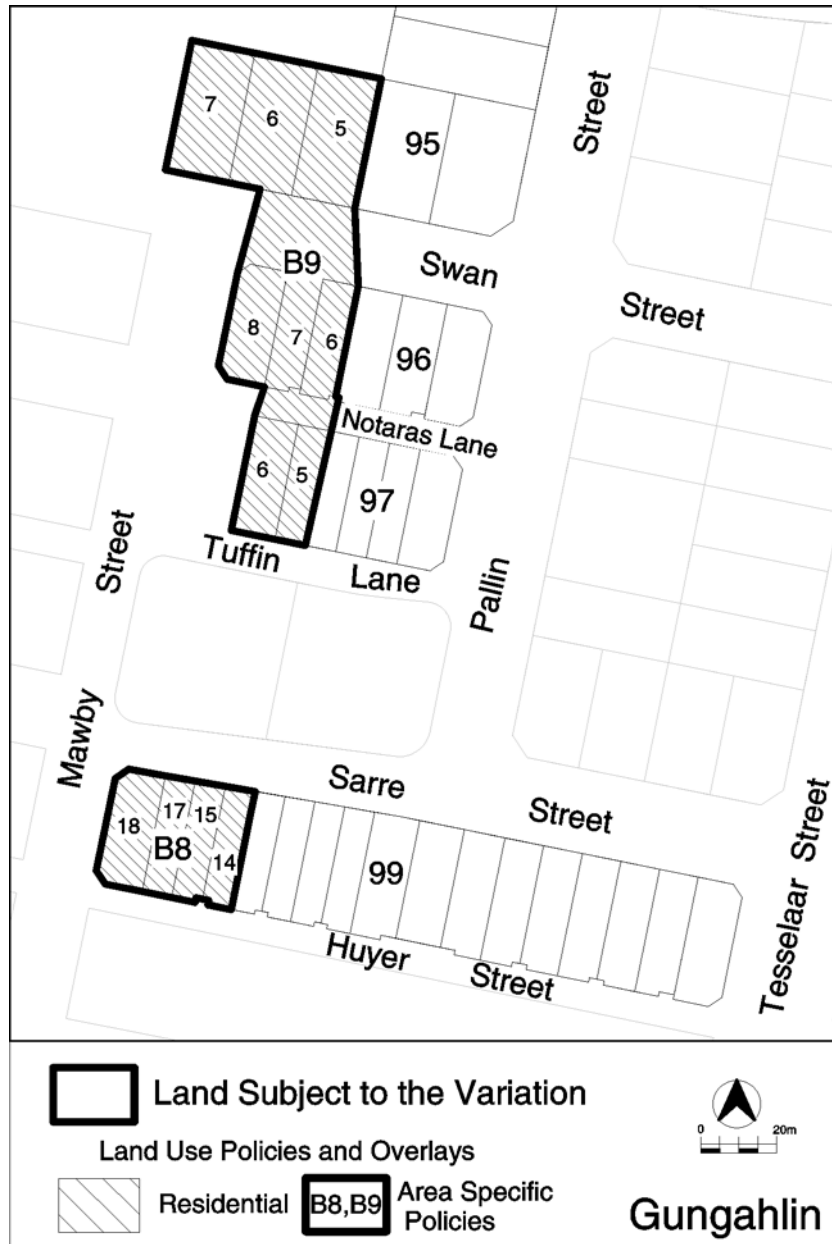 Street
95
7
6
5
Swan
Street
B9
8
7
6
96
Notaras Lane
6
5
97
Tuffin
Lane
Street
Pallin
Mawby
Sarre
Street
18
17
15
B8
14
99
Huyer
Street
Tesselaar Street
Land Subject to the Variation
Land Use Policies and Overlays
Residential
B8,B9
Area Specific
Policies
0 20m
Gungahlin